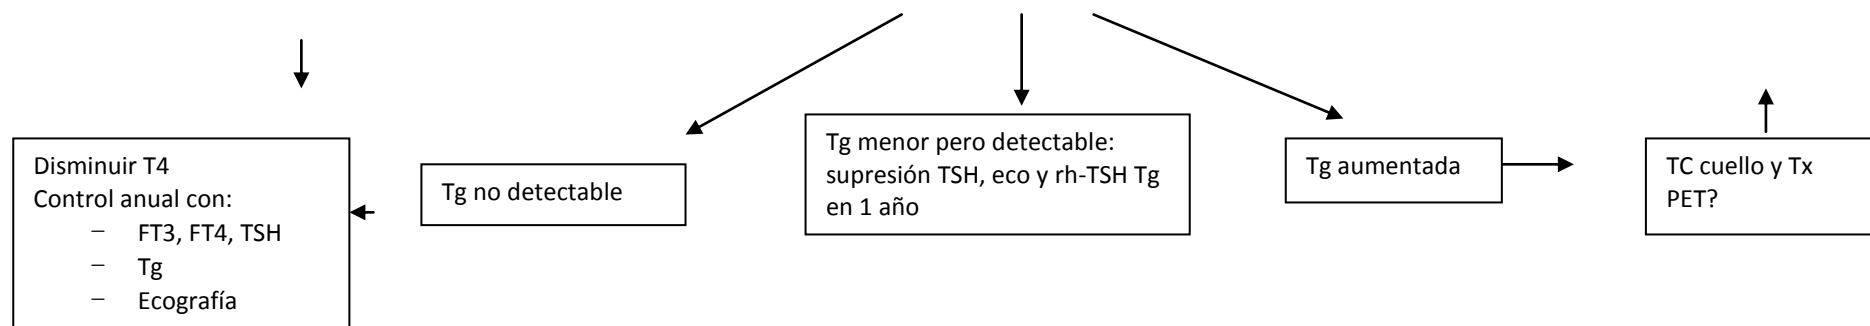 Disminuir T4
Control anual con:
– FT3, FT4, TSH
– Tg
– Ecografía
Tg no detectable
Tg menor pero detectable:
supresión TSH, eco y rh-TSH Tg
en 1 año
Tg aumentada
TC cuello y Tx
PET?